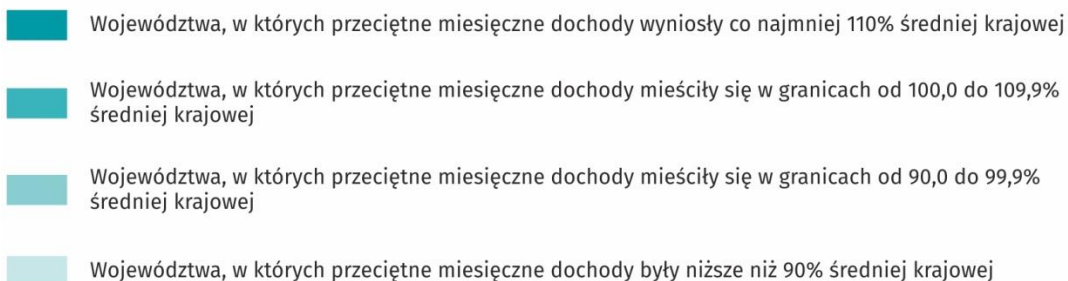 Województwa, w których przeciętne miesięczne dochody wyniosły co najmniej 110% średniej krajowej
Województwa, w których przeciętne miesięczne dochody mieściły się w granicach od 100,0 do 109,9%
średniej krajowej
Województwa, w których przeciętne miesięczne dochody mieściły się w granicach od 90,0 do 99,9%
średniej krajowej
Województwa, w których przeciętne miesięczne dochody były niższe niż 90% średniej krajowej